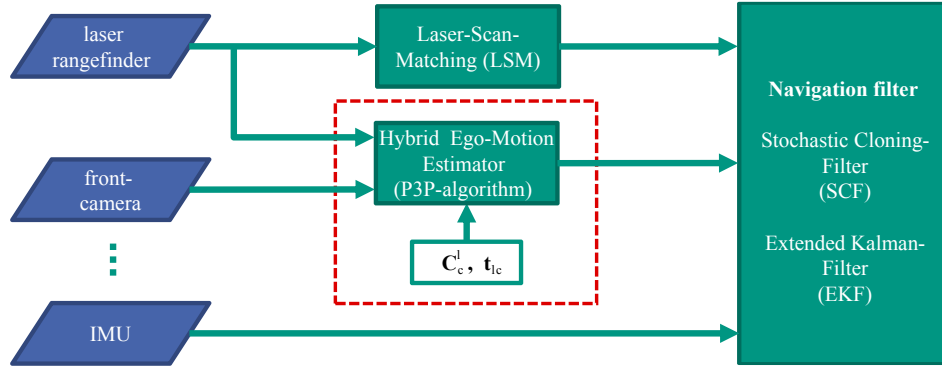 laser
rangefinder
Laser-Scan-
Matching (LSM)
Hybrid Ego-Motion
Estimator
(P3P-algorithm)
front-
camera
C_c^l , t_lc
IMU
Navigation filter
Stochastic Cloning-
Filter
(SCF)
Extended Kalman-
Filter
(EKF)